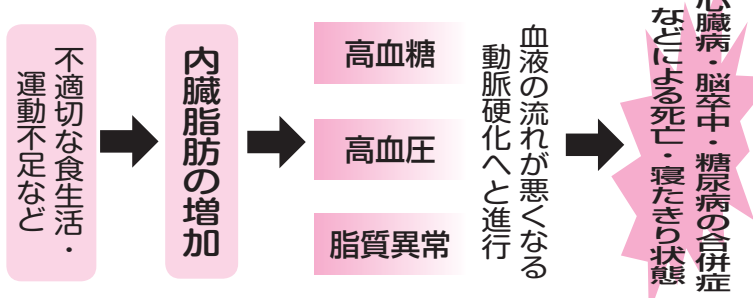 不適切な食生活・
運動不足など
内臓脂肪の増加
高血糖
高血圧
脂質異常
血液の流れが悪くなる
動脈硬化へと進行
心臓病・脳卒中・糖尿病の合併症
などによる死亡・寝たきり状態